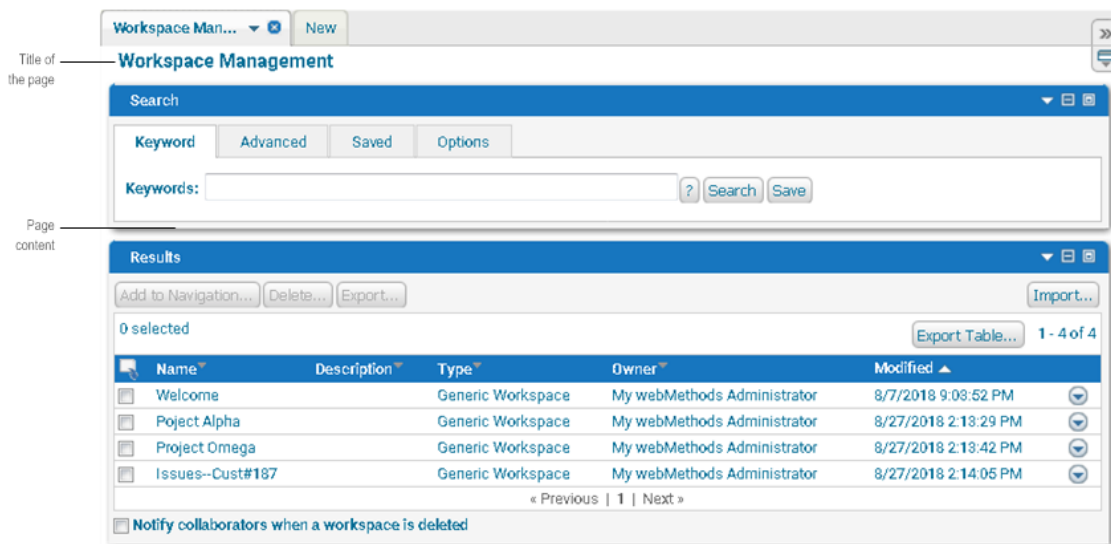 Workspace Man... New
Title of
the page
Workspace Management
Search
Keyword Advanced Saved Options
Keywords: ? Search Save
Page
content
Results
Add to Navigation... Delete... Export... Import...
0 selected Export Table... 1 - 4 of 4
Name Description Type Owner Modified
Welcome Generic Workspace My webMethods Administrator 8/7/2018 9:03:52 PM
Poject Alpha Generic Workspace My webMethods Administrator 8/27/2018 2:13:29 PM
Project Omega Generic Workspace My webMethods Administrator 8/27/2018 2:13:42 PM
Issues--Cust#187 Generic Workspace My webMethods Administrator 8/27/2018 2:14:05 PM
« Previous | 1 | Next »
Notify collaborators when a workspace is deleted